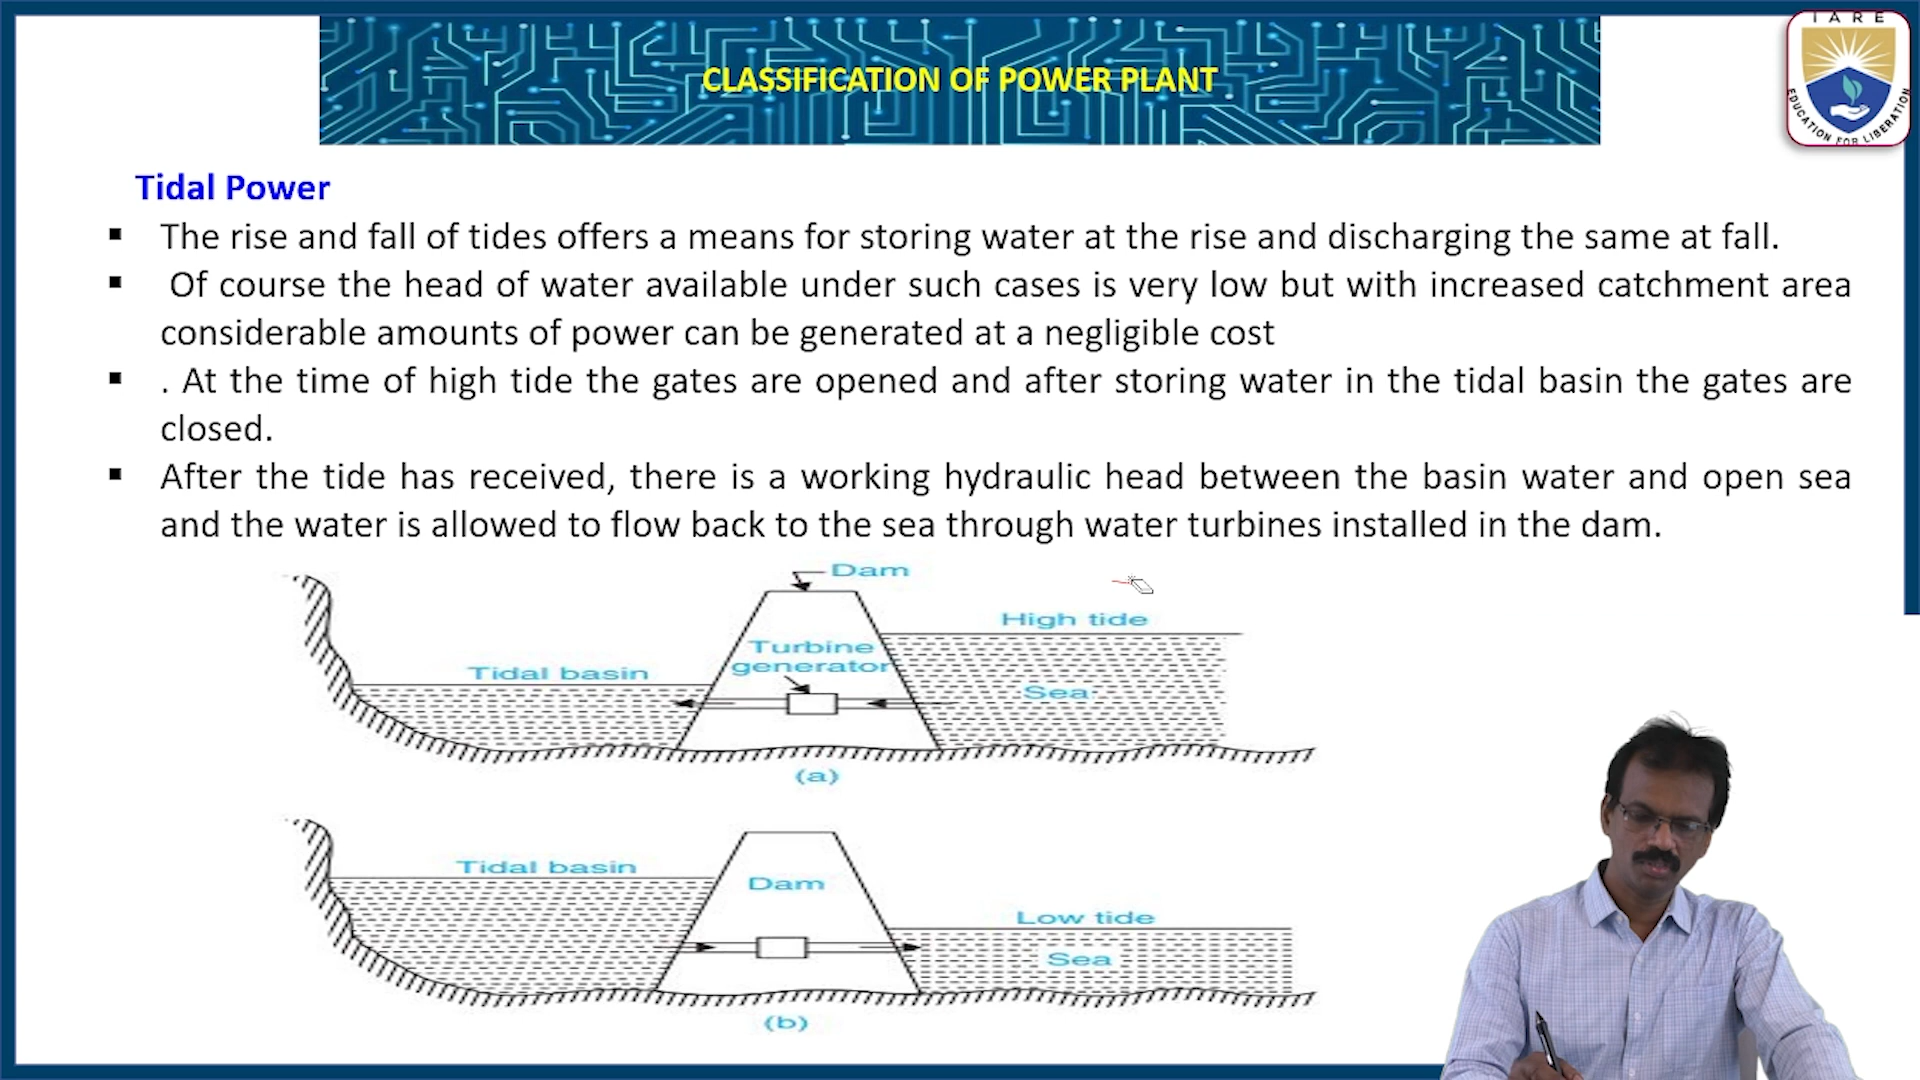 IARE
CLASSIFICATION OF POWER PLANT
EDUCATION FOR LIBERATION
Tidal Power
▪ The rise and fall of tides offers a means for storing water at the rise and discharging the same at fall.
▪ Of course the head of water available under such cases is very low but with increased catchment area
considerable amounts of power can be generated at a negligible cost
▪ . At the time of high tide the gates are opened and after storing water in the tidal basin the gates are
closed.
▪ After the tide has received, there is a working hydraulic head between the basin water and open sea
and the water is allowed to flow back to the sea through water turbines installed in the dam.
Dam
High tide
Turbine
generator
Tidal basin
Sea
(a)
Tidal basin
Dam
Low tide
Sea
(b)